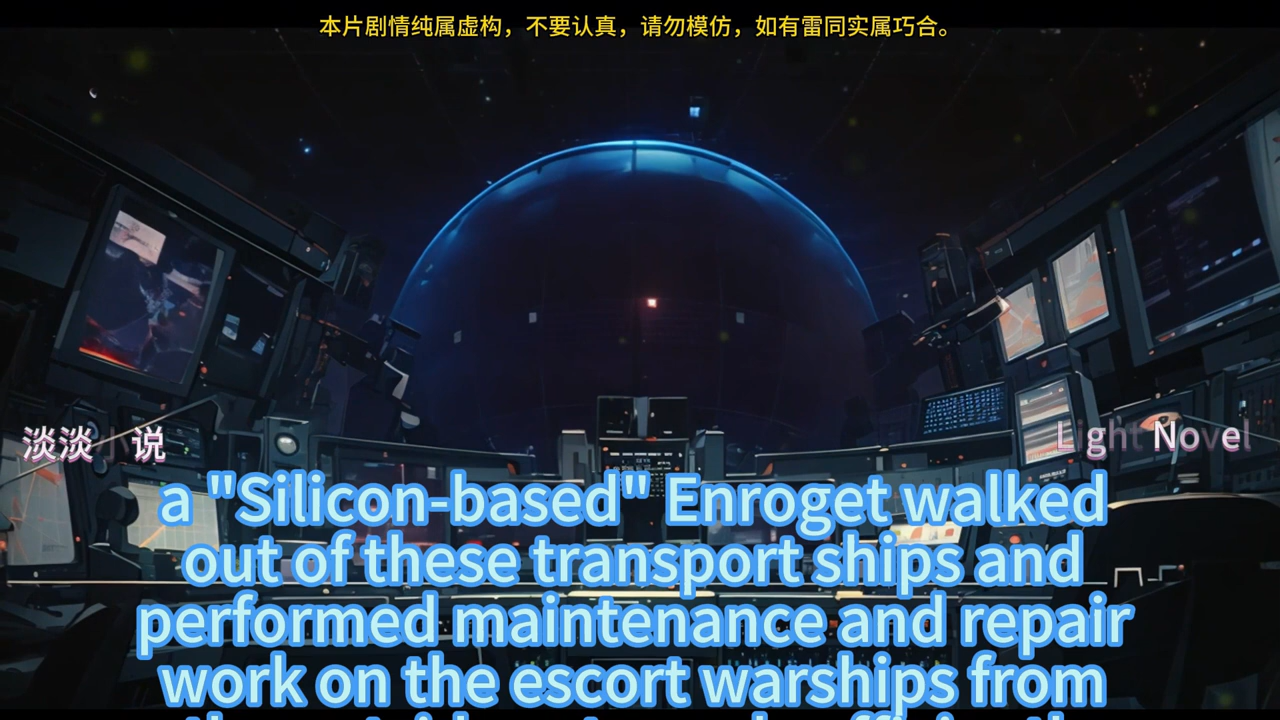 本片剧情纯属虚构，不要认真，请勿模仿，如有雷同实属巧合。
淡淡小说
Light Novel
a "Silicon-based" Enroget walked
out of these transport ships and
performed maintenance and repair
work on the escort warships from